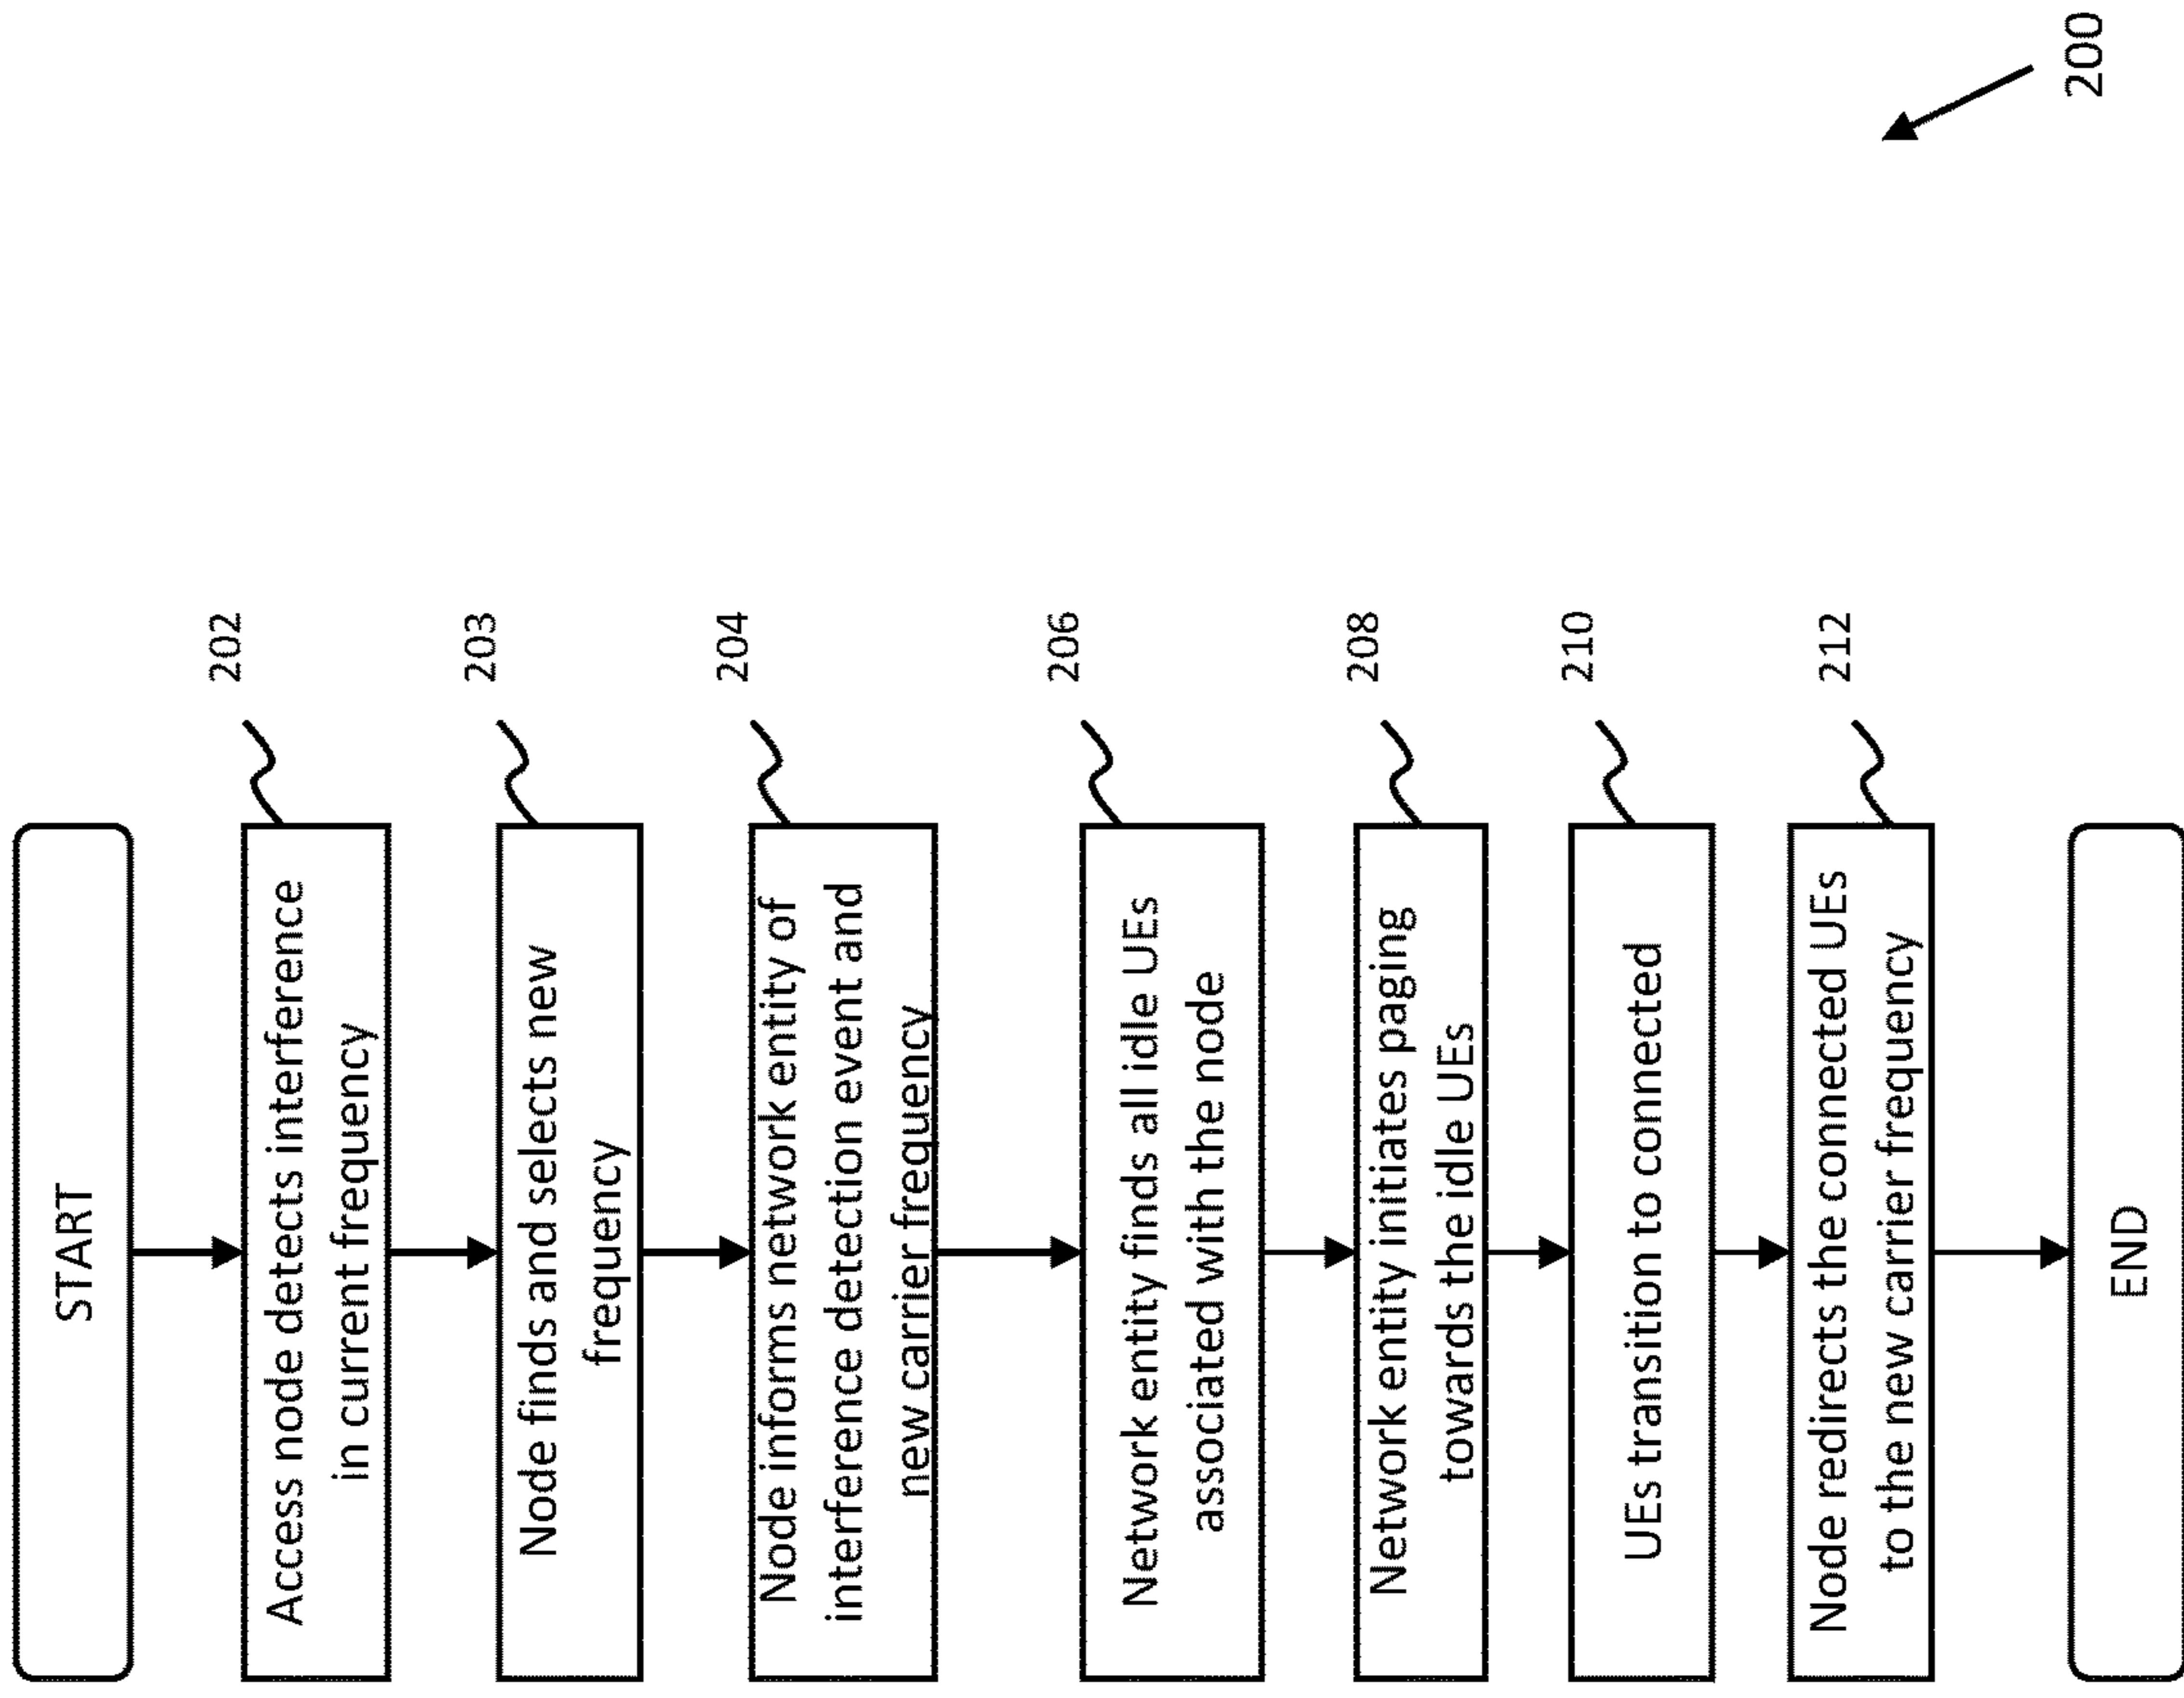 START
Access node detects interference
in current frequency
202
Node finds and selects new
frequency
203
Node informs network entity of
interference detection event and
new carrier frequency
204
Network entity finds all idle UEs
associated with the node
206
Network entity initiates paging
towards the idle UEs
208
UEs transition to connected
210
Node redirects the connected UEs
to the new carrier frequency
212
END
200